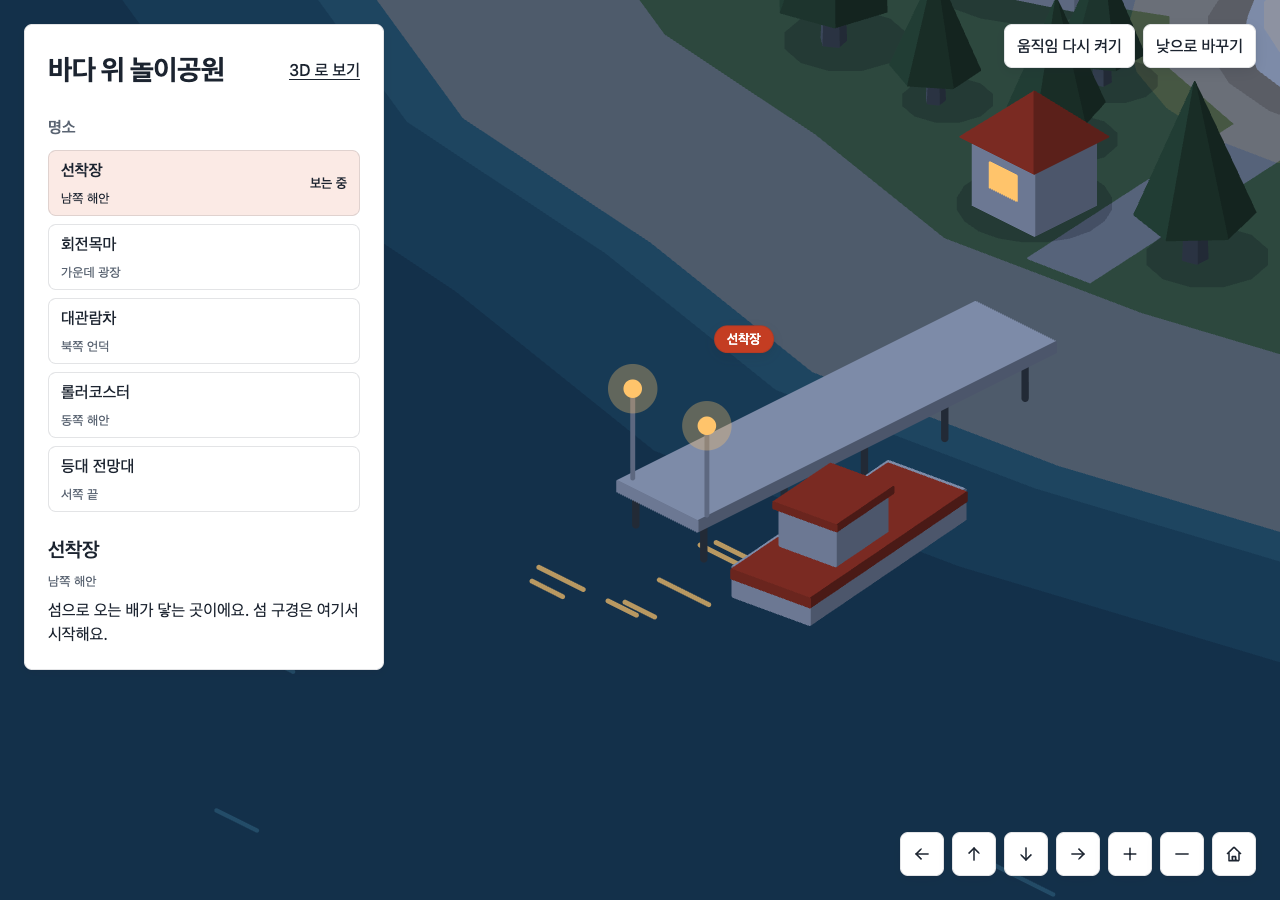 바다 위 놀이공원
3D 로 보기
명소
선착장
남쪽 해안
보는 중
회전목마
가운데 광장
대관람차
북쪽 언덕
롤러코스터
동쪽 해안
등대 전망대
서쪽 끝
선착장
남쪽 해안
섬으로 오는 배가 닿는 곳이에요. 섬 구경은 여기서
시작해요.
선착장
움직임 다시 켜기
낮으로 바꾸기